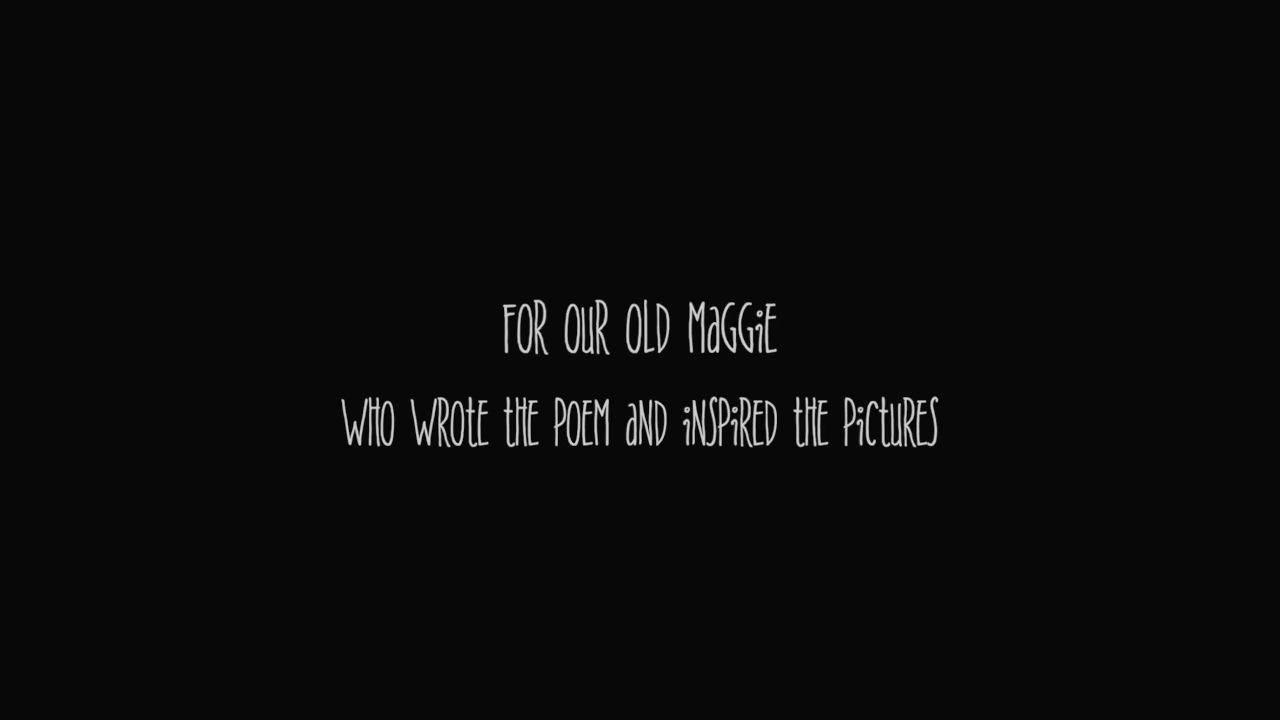 FOR OUR OLD MaGGiE
WHO WROtE tHE POEM aND iNSPiRED tHE PiCtuRES